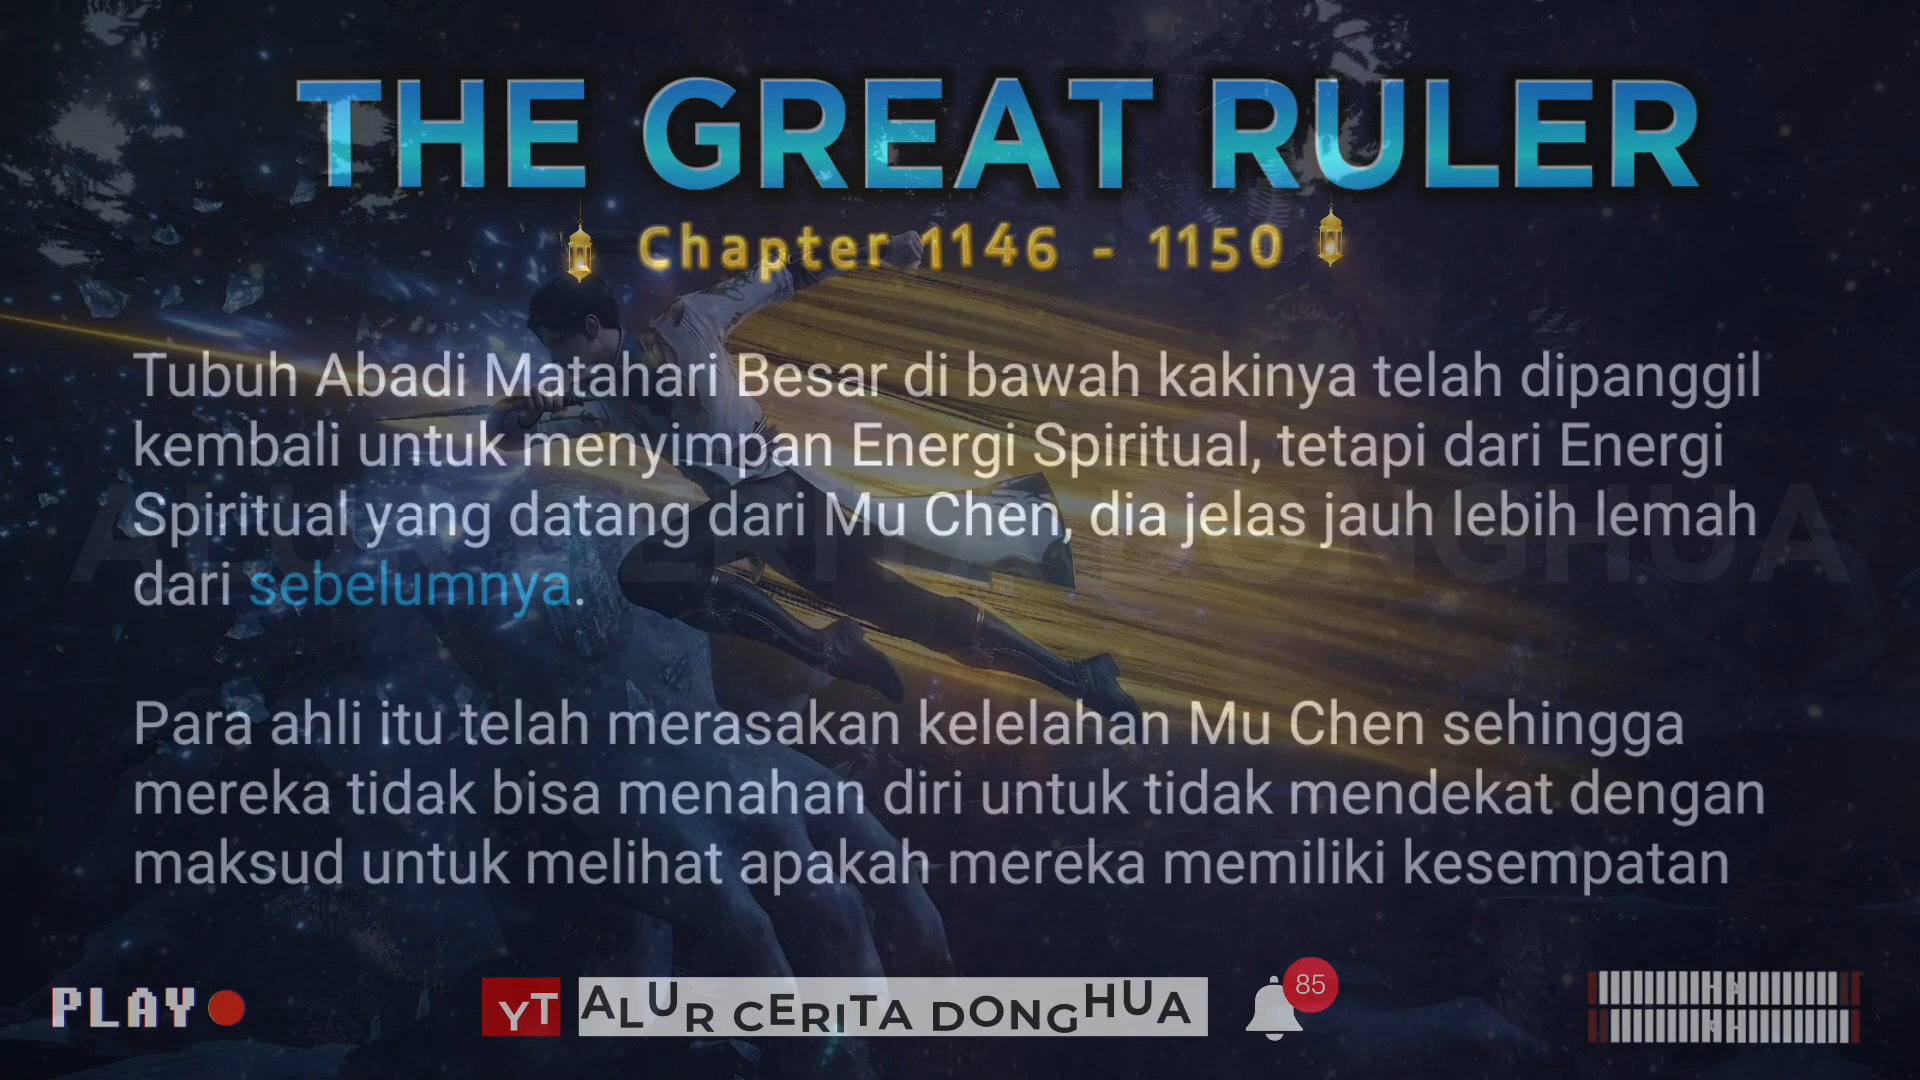 THE GREAT RULER
Chapter 1146 - 1150
Tubuh Abadi Matahari Besar di bawah kakinya telah dipanggil
kembali untuk menyimpan Energi Spiritual, tetapi dari Energi
Spiritual yang datang dari Mu Chen, dia jelas jauh lebih lemah
dari sebelumnya.
ALUR CERITA DONGHUA
Para ahli itu telah merasakan kelelahan Mu Chen sehingga
mereka tidak bisa menahan diri untuk tidak mendekat dengan
maksud untuk melihat apakah mereka memiliki kesempatan
PLAY
YT ALUR CERITA DONGHUA
85